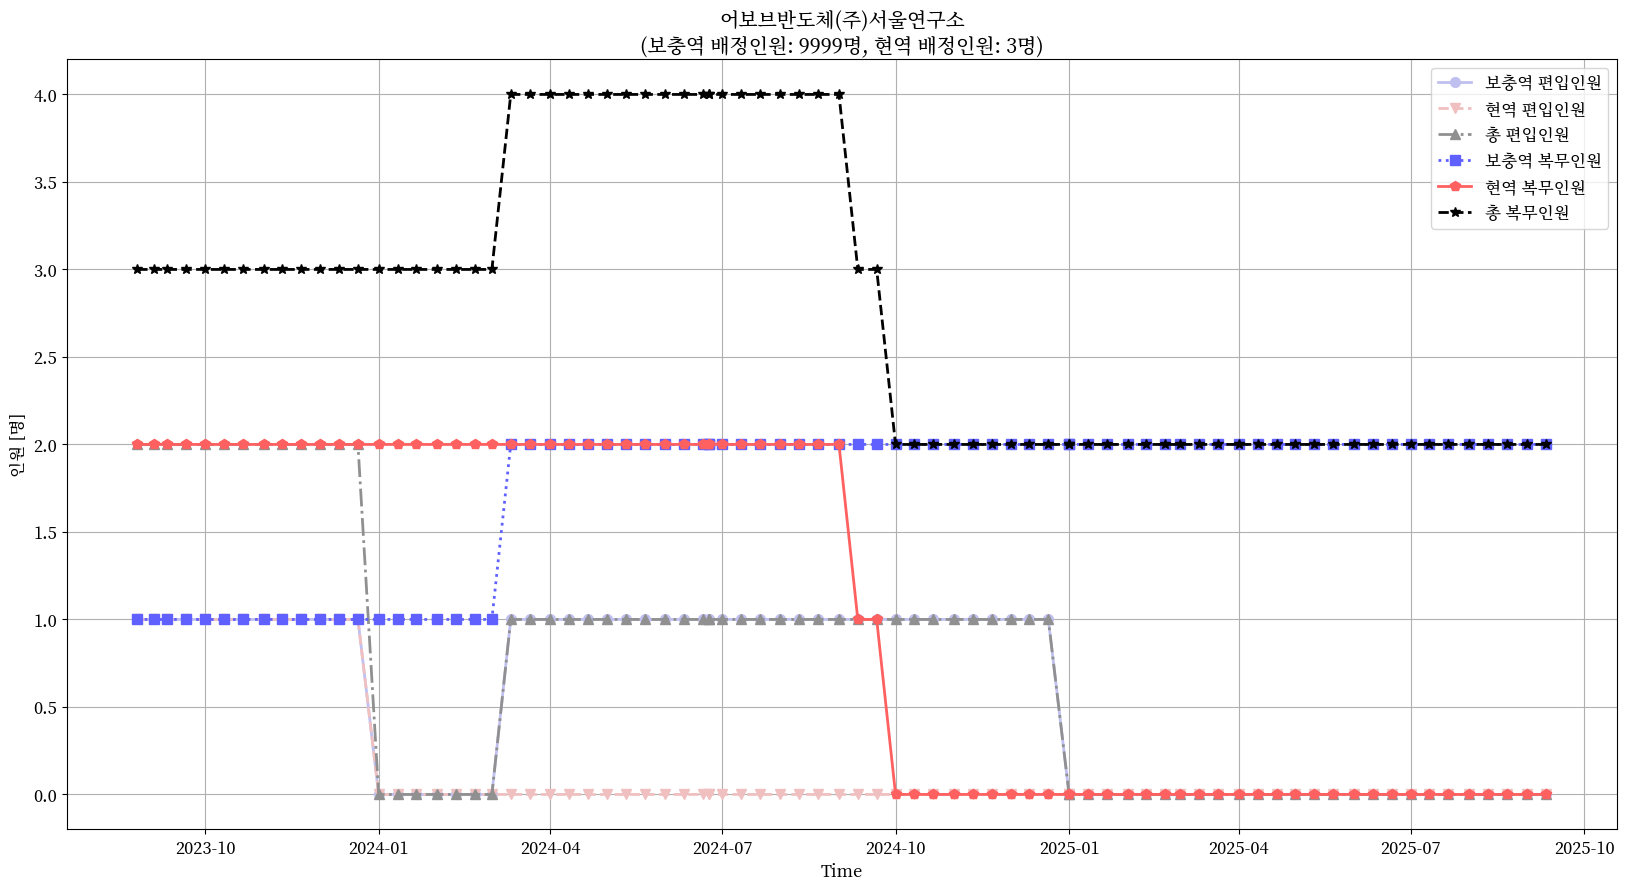 어보브반도체(주)서울연구소
(보충역 배정인원: 9999명, 현역 배정인원: 3명)
보충역 편입인원
현역 편입인원
총 편입인원
보충역 복무인원
현역 복무인원
총 복무인원
4.0
3.5
3.0
2.5
2.0
1.5
1.0
0.5
0.0
인원 [명]
2023-10
2024-01
2024-04
2024-07
2024-10
2025-01
2025-04
2025-07
2025-10
Time